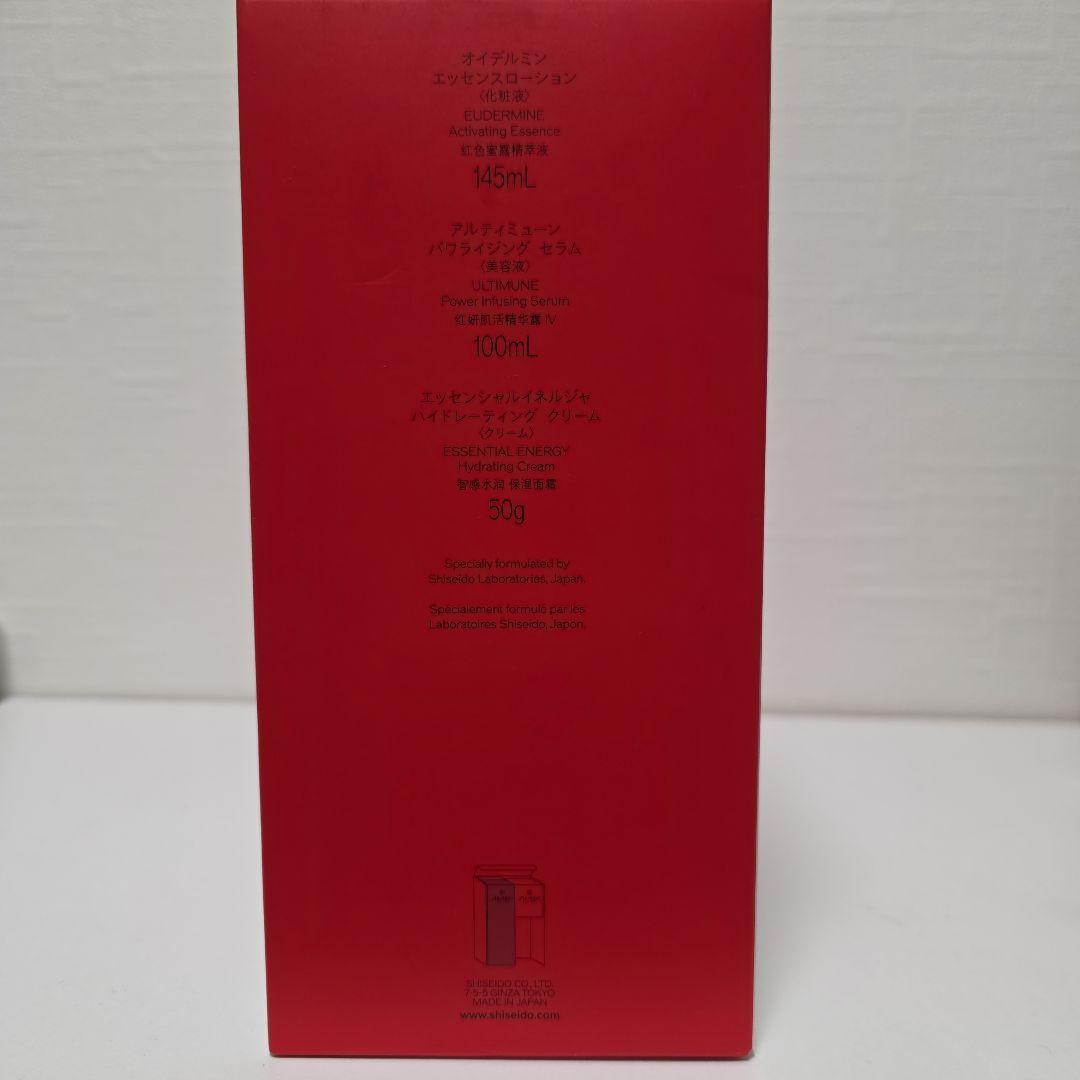 オイデルミン
エッセンスローション
〈化粧液〉
EUDERMINE
Activating Essence
红色蜜露精萃液
145mL
アルティミューン
パワライジング セラム
〈美容液〉
ULTIMUNE
Power Infusing Serum
红妍肌活精华露 IV
100mL
エッセンシャルイネルジャ
ハイドレーティング クリーム
〈クリーム〉
ESSENTIAL ENERGY
Hydrating Cream
智感水润 保湿面霜
50g
Specially formulated by
Shiseido Laboratories, Japan.
Spécialement formulé par les
Laboratoires Shiseido, Japon.
SHISEIDO CO., LTD.
7-5-5 GINZA TOKYO
MADE IN JAPAN
www.shiseido.com